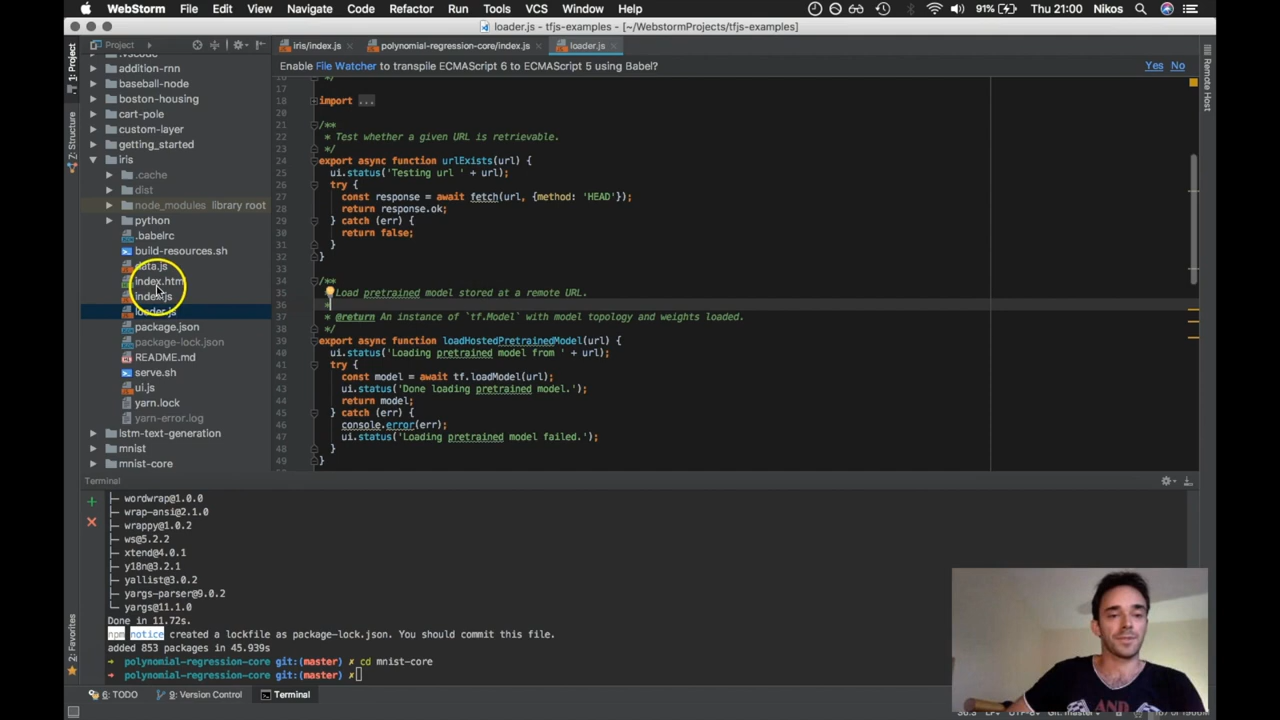 WebStorm File Edit View Navigate Code Refactor Run Tools VCS Window Help 91% Thu 21:00 Nikos
loader.js - tfjs-examples - [~/WebstormProjects/tfjs-examples]
Project
iris/index.js
polynomial-regression-core/index.js
loader.js
Enable File Watcher to transpile ECMAScript 6 to ECMAScript 5 using Babel? Yes No
1: Project
7: Structure
2: Favorites
Remote Host
.vscode
addition-rnn
baseball-node
boston-housing
cart-pole
custom-layer
getting_started
iris
.cache
dist
node_modules library root
python
.babelrc
build-resources.sh
data.js
index.html
index.js
loader.js
package.json
package-lock.json
README.md
serve.sh
ui.js
yarn.lock
yarn-error.log
lstm-text-generation
mnist
mnist-core
16 */
17
18 import ...
20
21 /**
22 * Test whether a given URL is retrievable.
23 */
24 export async function urlExists(url) {
25 ui.status('Testing url ' + url);
26 try {
27 const response = await fetch(url, {method: 'HEAD'});
28 return response.ok;
29 } catch (err) {
30 return false;
31 }
32 }
33
34 /**
35 * Load pretrained model stored at a remote URL.
36 *
37 * @return An instance of `tf.Model` with model topology and weights loaded.
38 */
39 export async function loadHostedPretrainedModel(url) {
40 ui.status('Loading pretrained model from ' + url);
41 try {
42 const model = await tf.loadModel(url);
43 ui.status('Done loading pretrained model.');
44 return model;
45 } catch (err) {
46 console.error(err);
47 ui.status('Loading pretrained model failed.');
48 }
49 }
Terminal
├─ wordwrap@1.0.0
├─ wrap-ansi@2.1.0
├─ wrappy@1.0.2
├─ ws@5.2.2
├─ xtend@4.0.1
├─ y18n@3.2.1
├─ yallist@3.0.2
├─ yargs-parser@9.0.2
└─ yargs@11.1.0
Done in 11.72s.
npm notice created a lockfile as package-lock.json. You should commit this file.
added 853 packages in 45.939s
➜ polynomial-regression-core git:(master) ✗ cd mnist-core
➜ polynomial-regression-core git:(master) ✗
6: TODO 9: Version Control Terminal